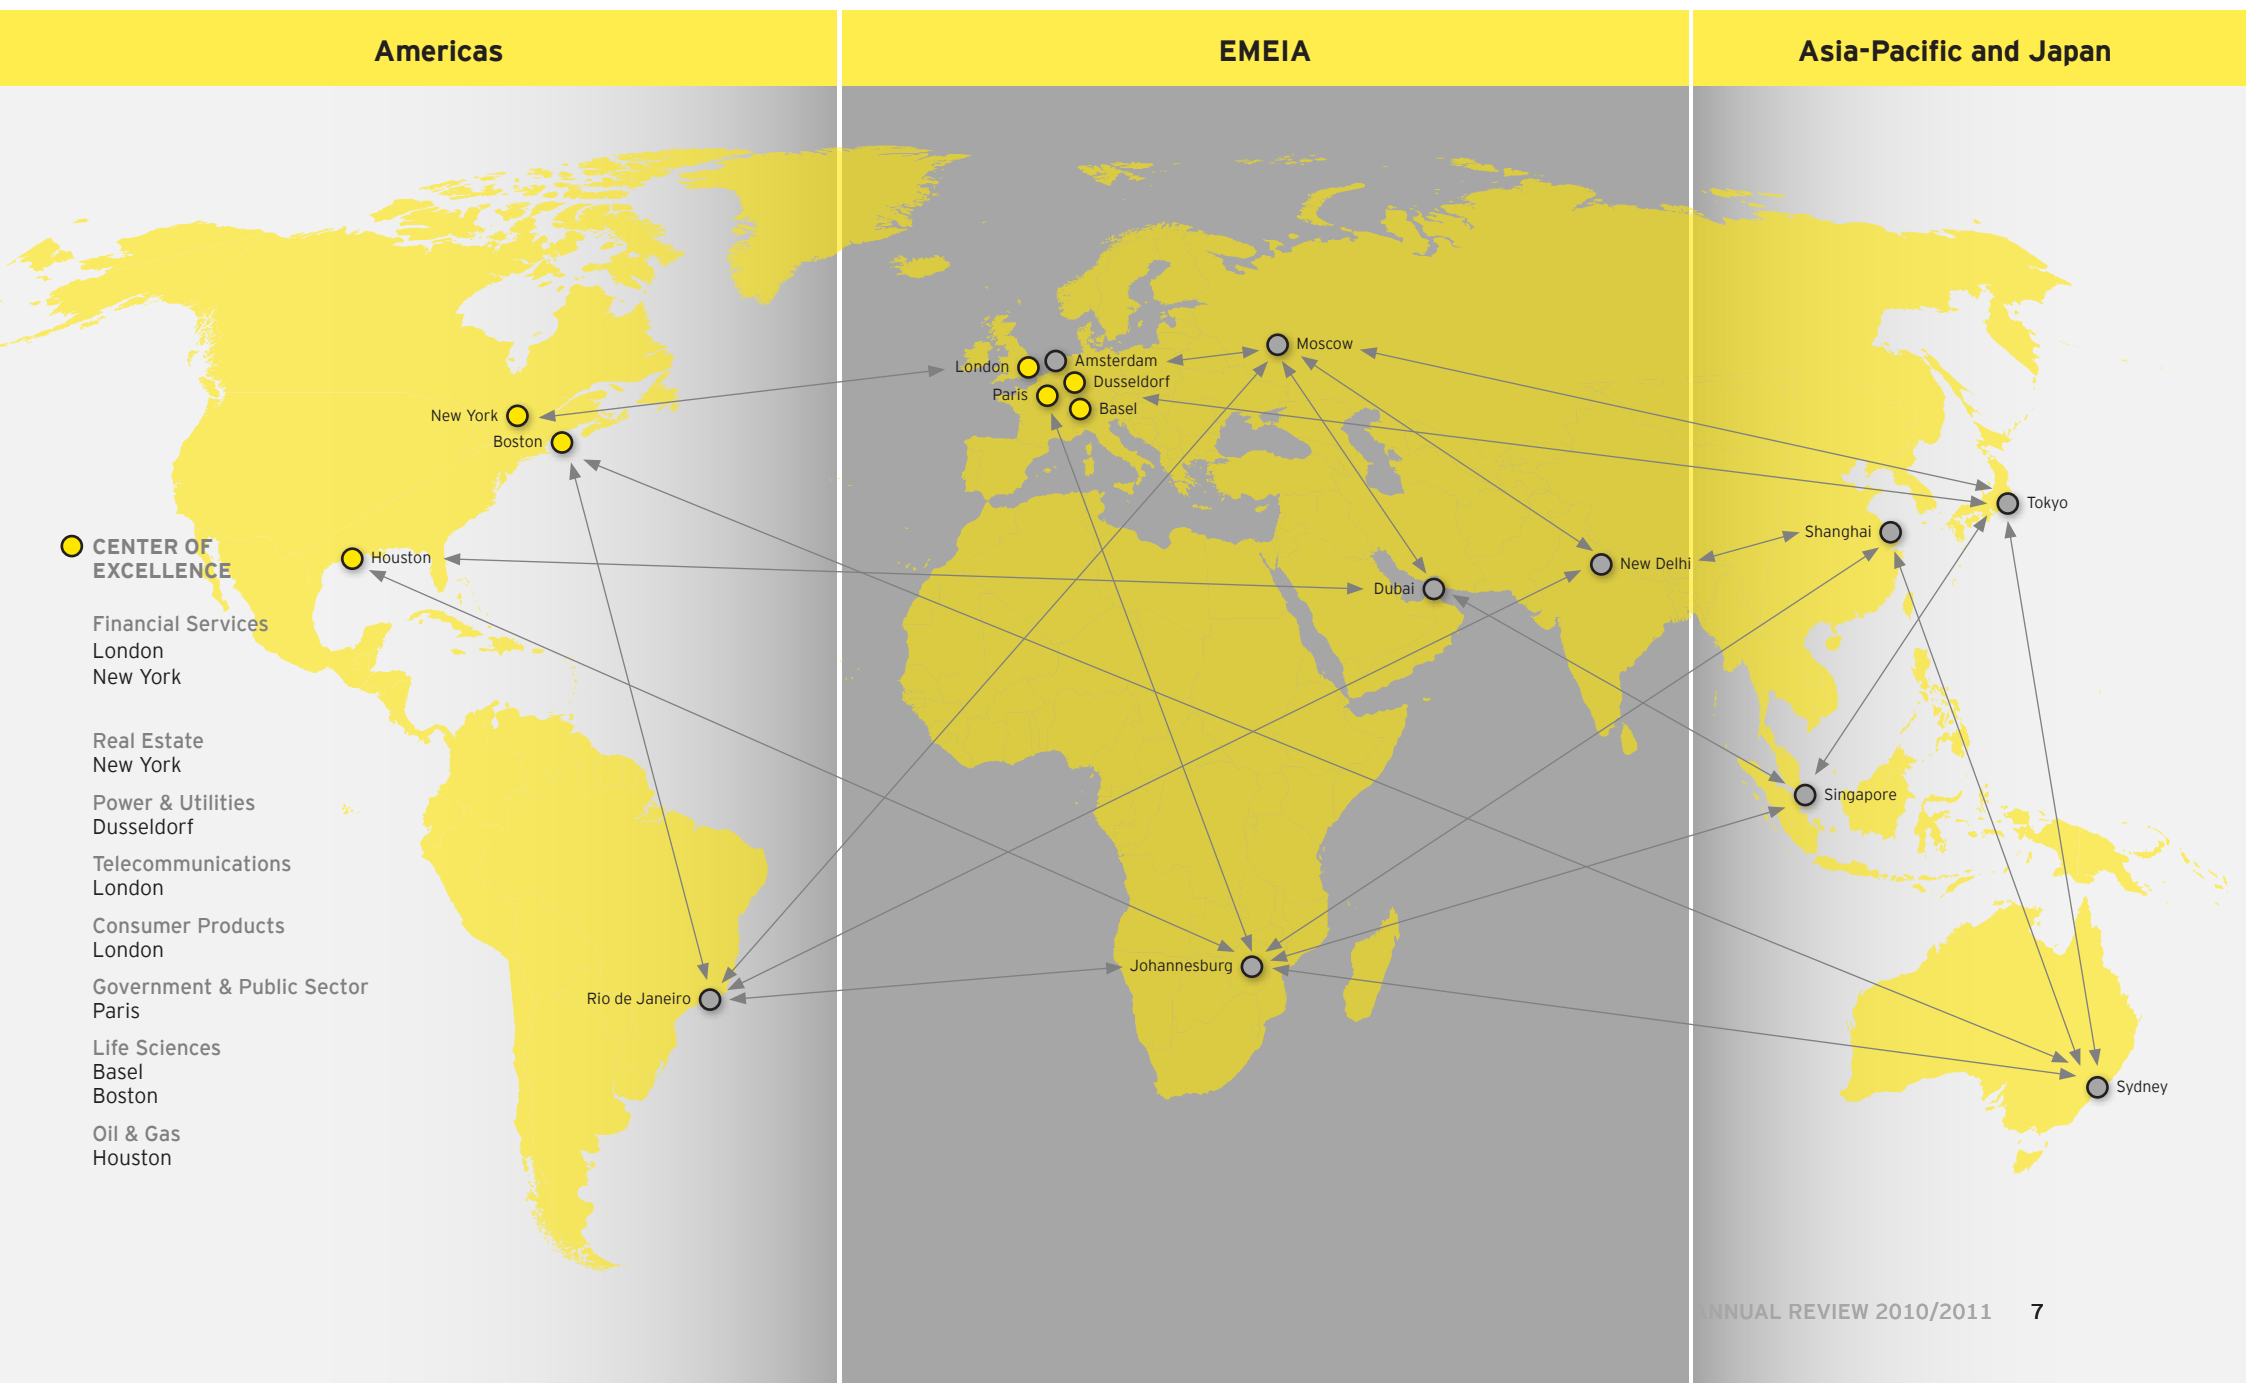 Americas
EMEIA
Asia-Pacific and Japan
Moscow
London
Amsterdam
Dusseldorf
Paris
Basel
New York
Boston
Tokyo
Shanghai
Houston
New Delhi
Dubai
Singapore
Johannesburg
Rio de Janeiro
Sydney
CENTER OF
EXCELLENCE
Financial Services
London
New York
Real Estate
New York
Power & Utilities
Dusseldorf
Telecommunications
London
Consumer Products
London
Government & Public Sector
Paris
Life Sciences
Basel
Boston
Oil & Gas
Houston
ANNUAL REVIEW 2010/2011 7